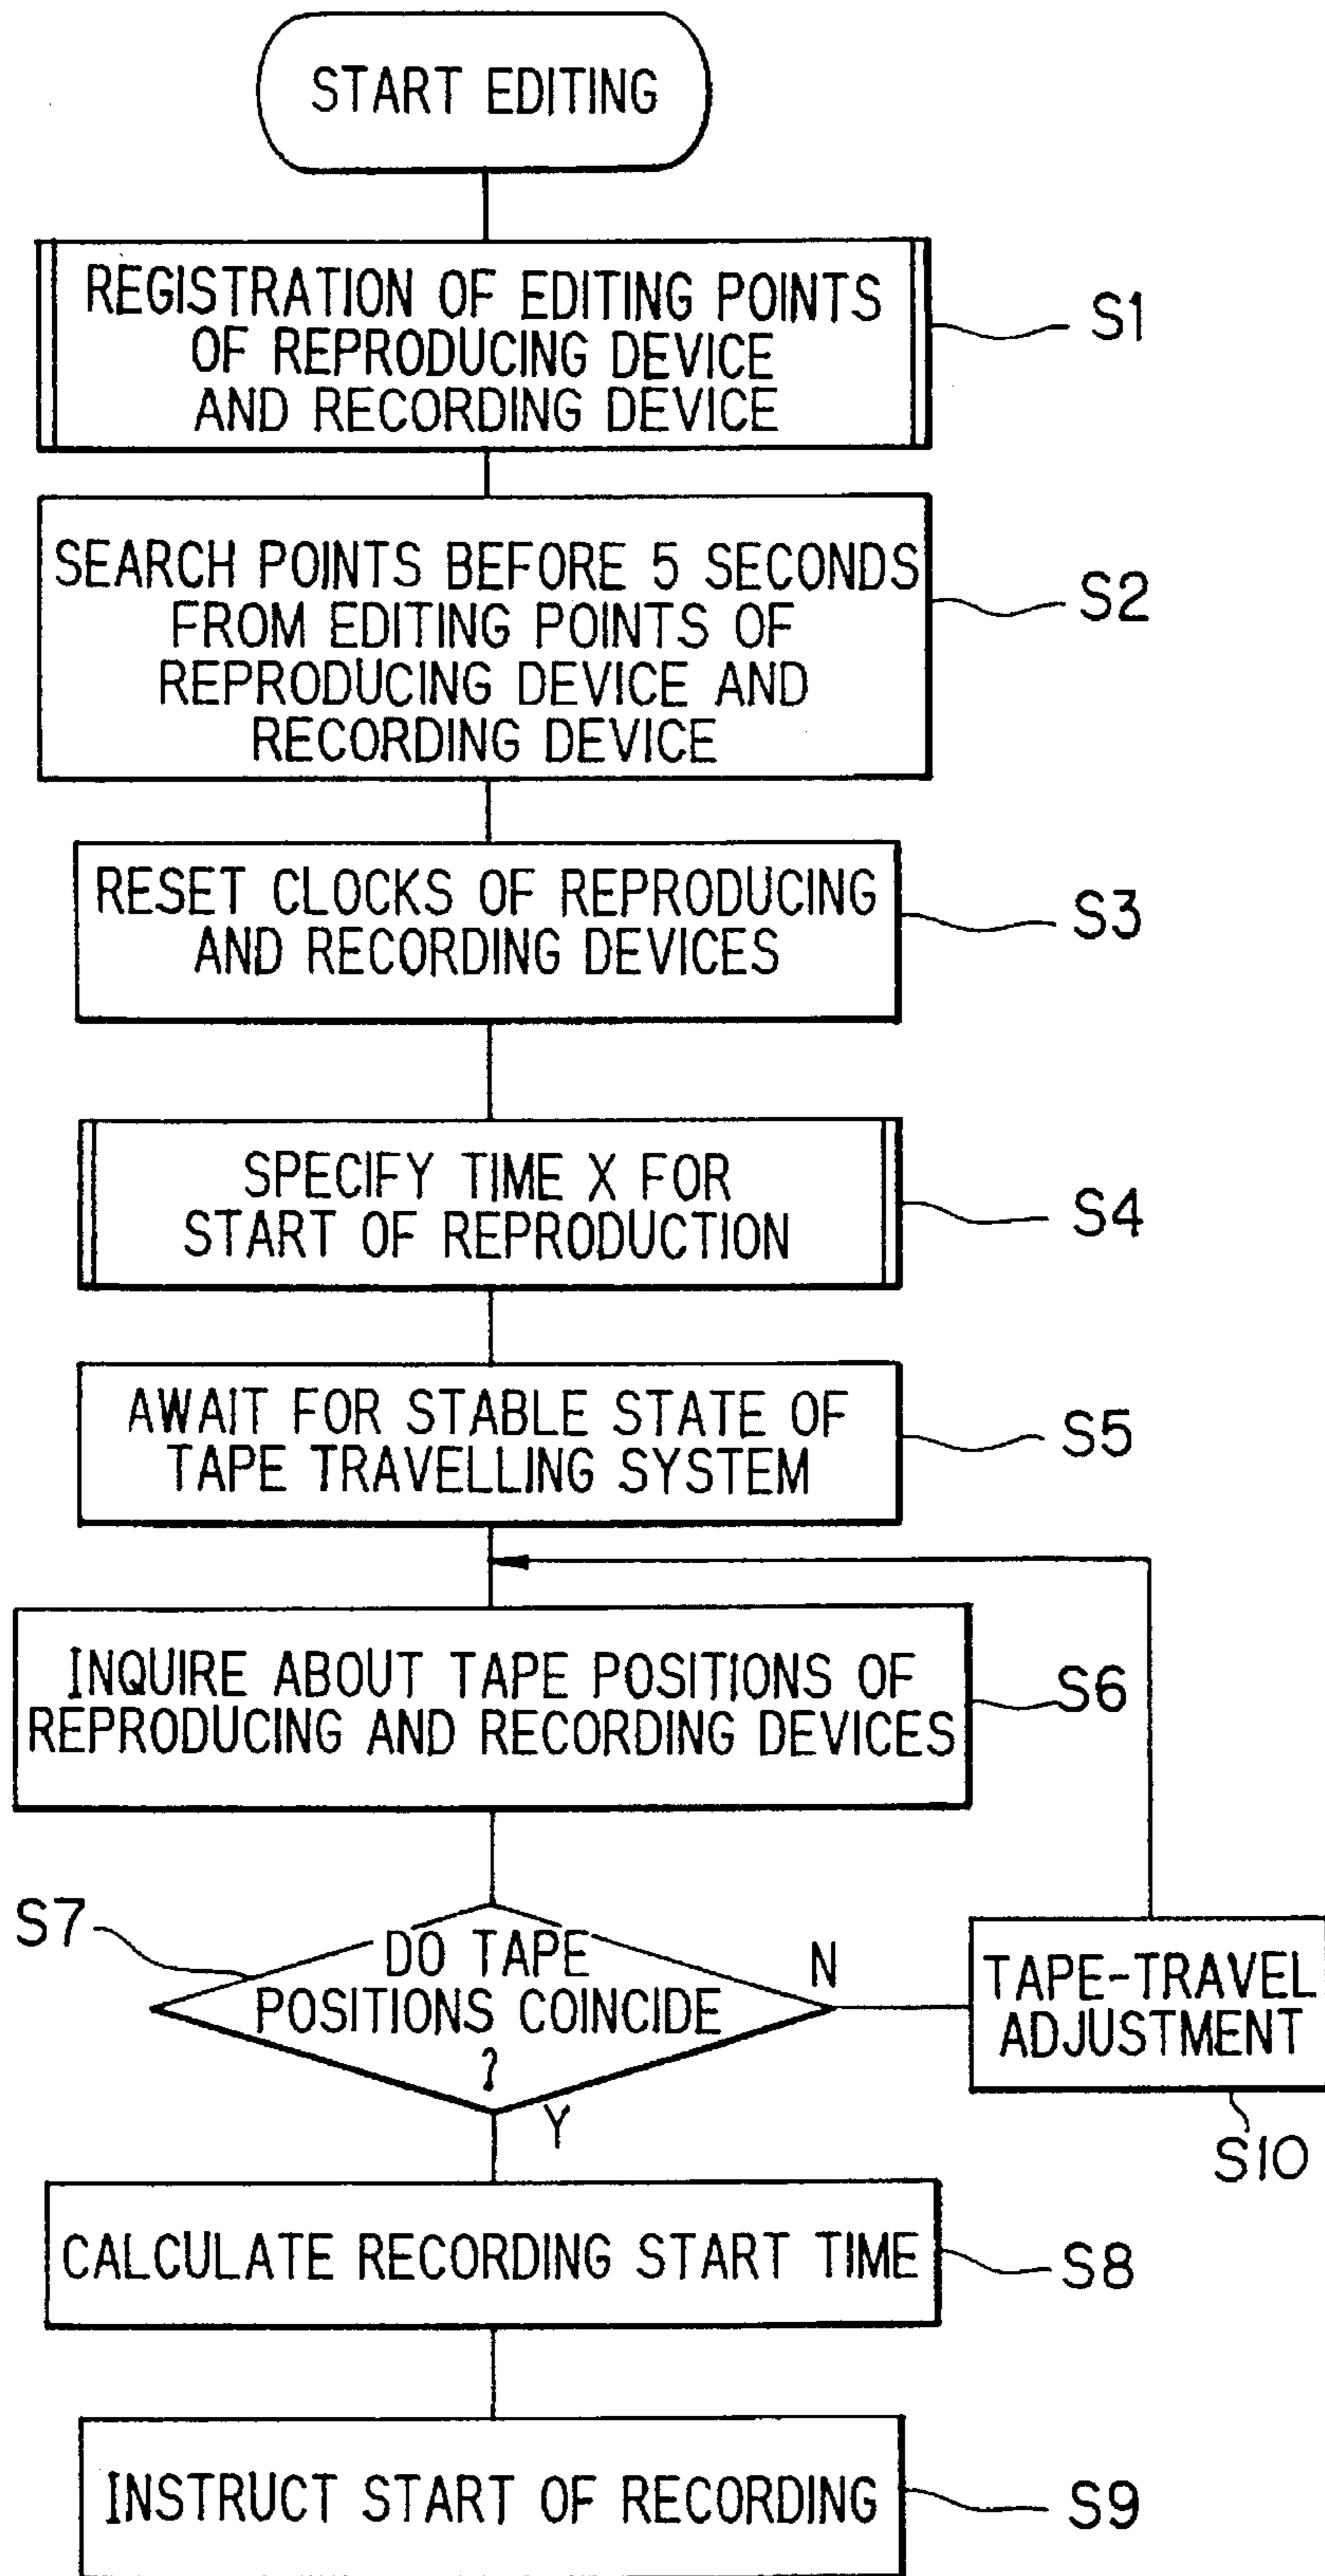 START EDITING
REGISTRATION OF EDITING POINTS
OF REPRODUCING DEVICE
AND RECORDING DEVICE
S1
SEARCH POINTS BEFORE 5 SECONDS
FROM EDITING POINTS OF
REPRODUCING DEVICE AND
RECORDING DEVICE
S2
RESET CLOCKS OF REPRODUCING
AND RECORDING DEVICES
S3
SPECIFY TIME X FOR
START OF REPRODUCTION
S4
AWAIT FOR STABLE STATE OF
TAPE TRAVELLING SYSTEM
S5
INQUIRE ABOUT TAPE POSITIONS OF
REPRODUCING AND RECORDING DEVICES
S6
S7
DO TAPE
POSITIONS COINCIDE
?
N
Y
TAPE-TRAVEL
ADJUSTMENT
S10
CALCULATE RECORDING START TIME
S8
INSTRUCT START OF RECORDING
S9